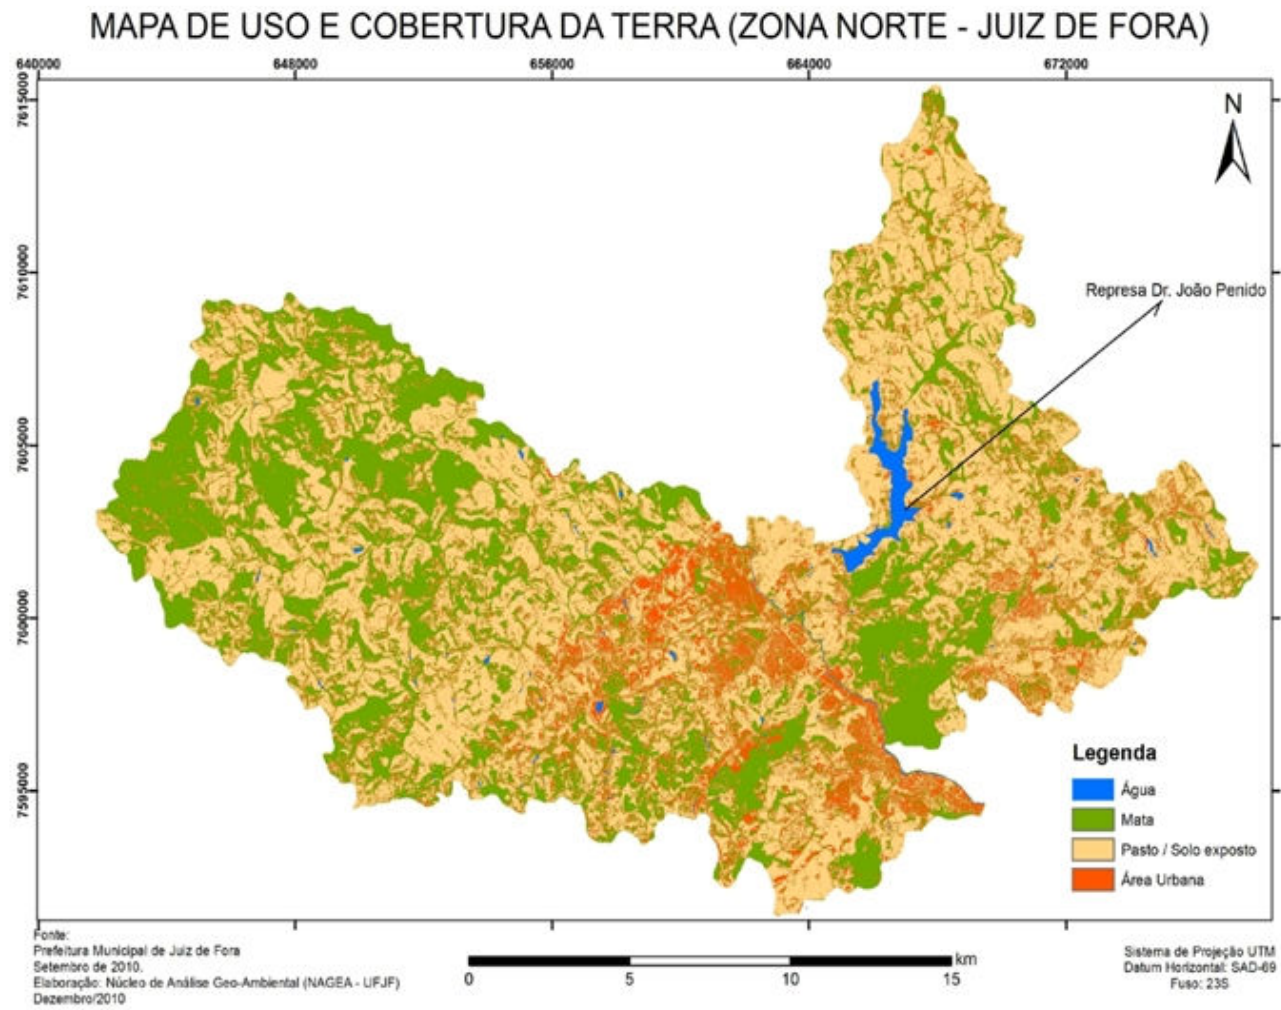 MAPA DE USO E COBERTURA DA TERRA (ZONA NORTE - JUIZ DE FORA)
640000
648000
656000
664000
672000
7615000
7610000
7605000
7600000
7595000
N
Represa Dr. João Penido
Legenda
Água
Mata
Pasto / Solo exposto
Área Urbana
Fonte:
Prefeitura Municipal de Juiz de Fora
Setembro de 2010.
Elaboração: Núcleo de Análise Geo-Ambiental (NAGEA - UFJF)
Dezembro/2010
km
0
5
10
15
Sistema de Projeção UTM
Datum Horizontal: SAD-69
Fuso: 23S